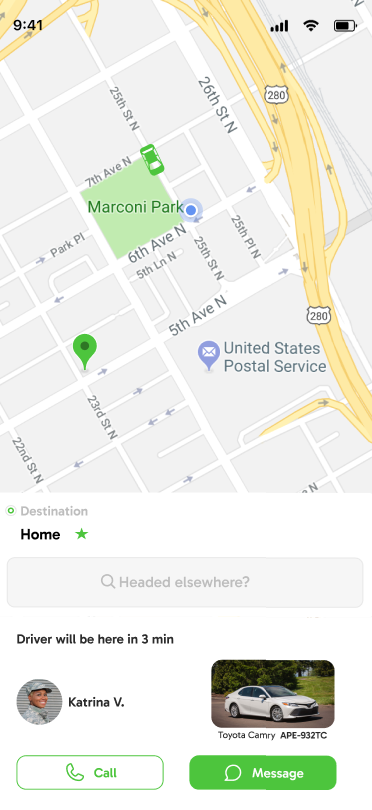 9:41
N
26th St N
25th St N
280
7th Ave N
Marconi Park
25th Pl N
6th Ave N
25th St N
Park Pl
5th Ln N
5th Ave N
280
United States
Postal Service
23rd St N
22nd St N
N
Destination
Home
Headed elsewhere?
Driver will be here in 3 min
Katrina V.
Toyota Camry APE-932TC
Call
Message